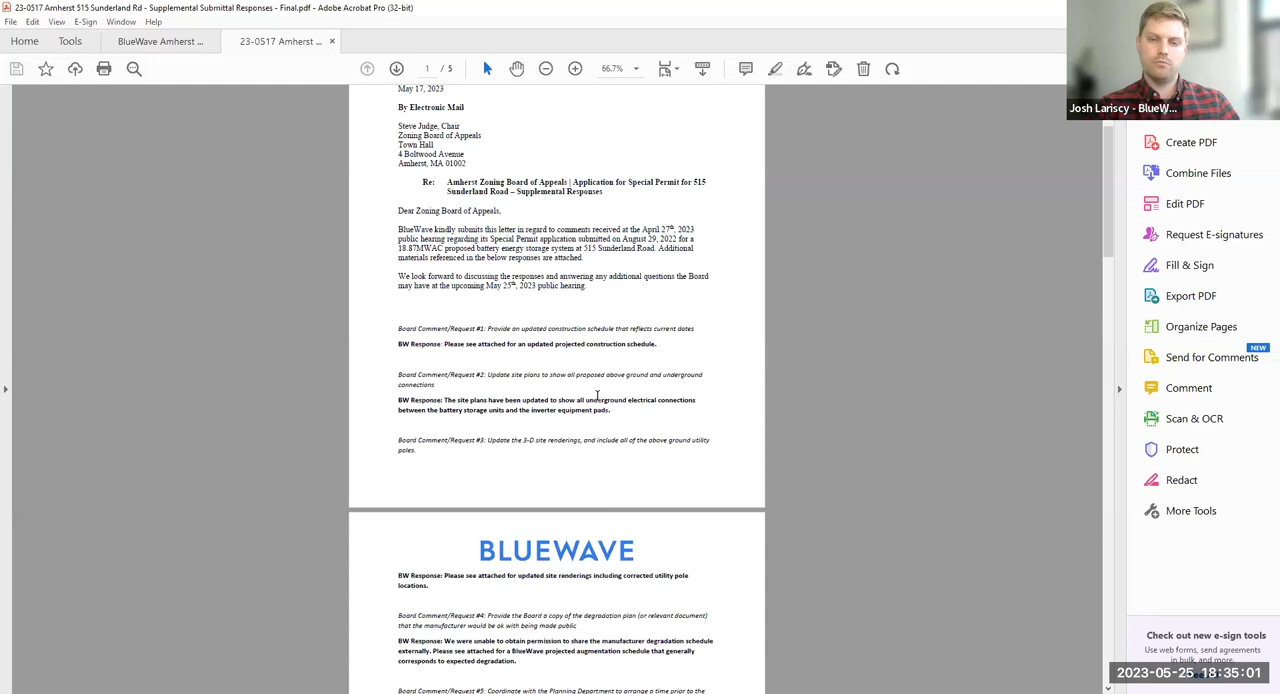 23-0517 Amherst 515 Sunderland Rd - Supplemental Submittal Responses - Final.pdf - Adobe Acrobat Pro (32-bit)
File Edit View E-Sign Window Help
Home Tools BlueWave Amherst ... 23-0517 Amherst ... ×
1 / 5 66.7%
May 17, 2023
By Electronic Mail
Steve Judge, Chair
Zoning Board of Appeals
Town Hall
4 Boltwood Avenue
Amherst, MA 01002
Re: Amherst Zoning Board of Appeals | Application for Special Permit for 515
Sunderland Road – Supplemental Responses
Dear Zoning Board of Appeals,
BlueWave kindly submits this letter in regard to comments received at the April 27th, 2023
public hearing regarding its Special Permit application submitted on August 29, 2022 for a
18.87MWAC proposed battery energy storage system at 515 Sunderland Road. Additional
materials referenced in the below responses are attached.
We look forward to discussing the responses and answering any additional questions the Board
may have at the upcoming May 25th, 2023 public hearing.
Board Comment/Request #1: Provide an updated construction schedule that reflects current dates
BW Response: Please see attached for an updated projected construction schedule.
Board Comment/Request #2: Update site plans to show all proposed above ground and underground
connections
BW Response: The site plans have been updated to show all underground electrical connections
between the battery storage units and the inverter equipment pads.
Board Comment/Request #3: Update the 3-D site renderings, and include all of the above ground utility
poles.
BLUEWAVE
BW Response: Please see attached for updated site renderings including corrected utility pole
locations.
Board Comment/Request #4: Provide the Board a copy of the degradation plan (or relevant document)
that the manufacturer would be ok with being made public
BW Response: We were unable to obtain permission to share the manufacturer degradation schedule
externally. Please see attached for a BlueWave projected augmentation schedule that generally
corresponds to expected degradation.
Board Comment/Request #5: Coordinate with the Planning Department to arrange a time prior to the
Josh Lariscy - BlueW...
Create PDF
Combine Files
Edit PDF
Request E-signatures
Fill & Sign
Export PDF
Organize Pages
NEW
Send for Comments
Comment
Scan & OCR
Protect
Redact
More Tools
Check out new e-sign tools
Use web forms, send agreements
in bulk, and more.
2023-05-25 18:35:01